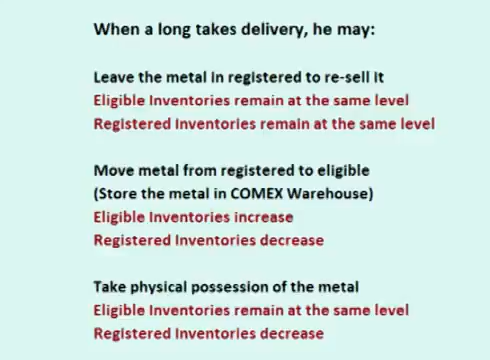 When a long takes delivery, he may:
Leave the metal in registered to re-sell it
Eligible Inventories remain at the same level
Registered Inventories remain at the same level
Move metal from registered to eligible
(Store the metal in COMEX Warehouse)
Eligible Inventories increase
Registered Inventories decrease
Take physical possession of the metal
Eligible Inventories remain at the same level
Registered Inventories decrease